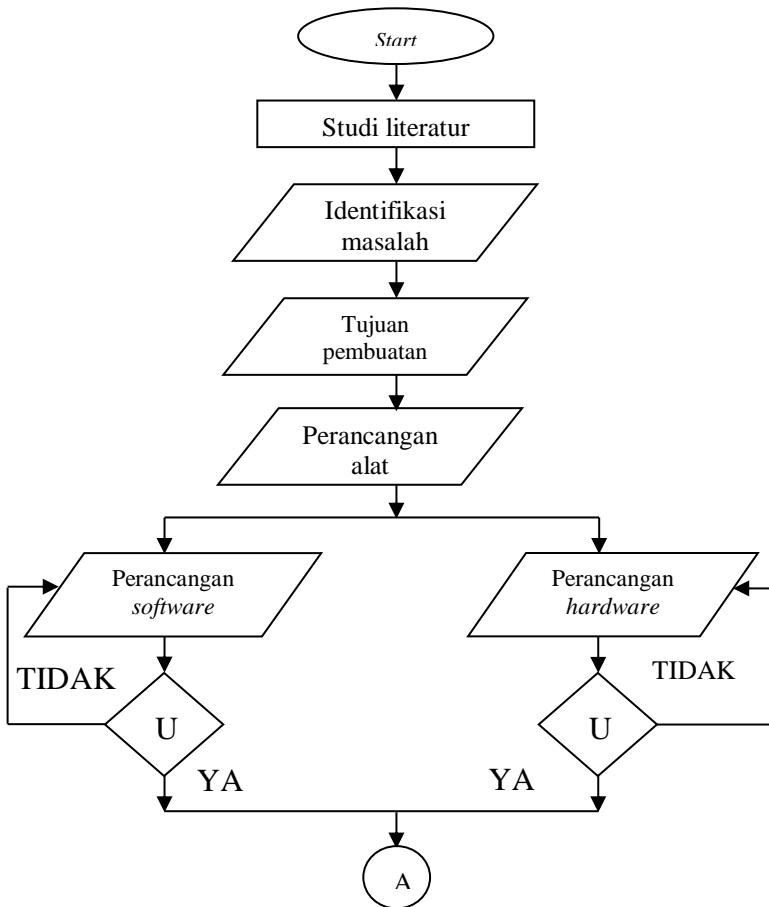 Start
Studi literatur
Identifikasi
masalah
Tujuan
pembuatan
Perancangan
alat
Perancangan
software
Perancangan
hardware
TIDAK
TIDAK
U
U
YA
YA
A